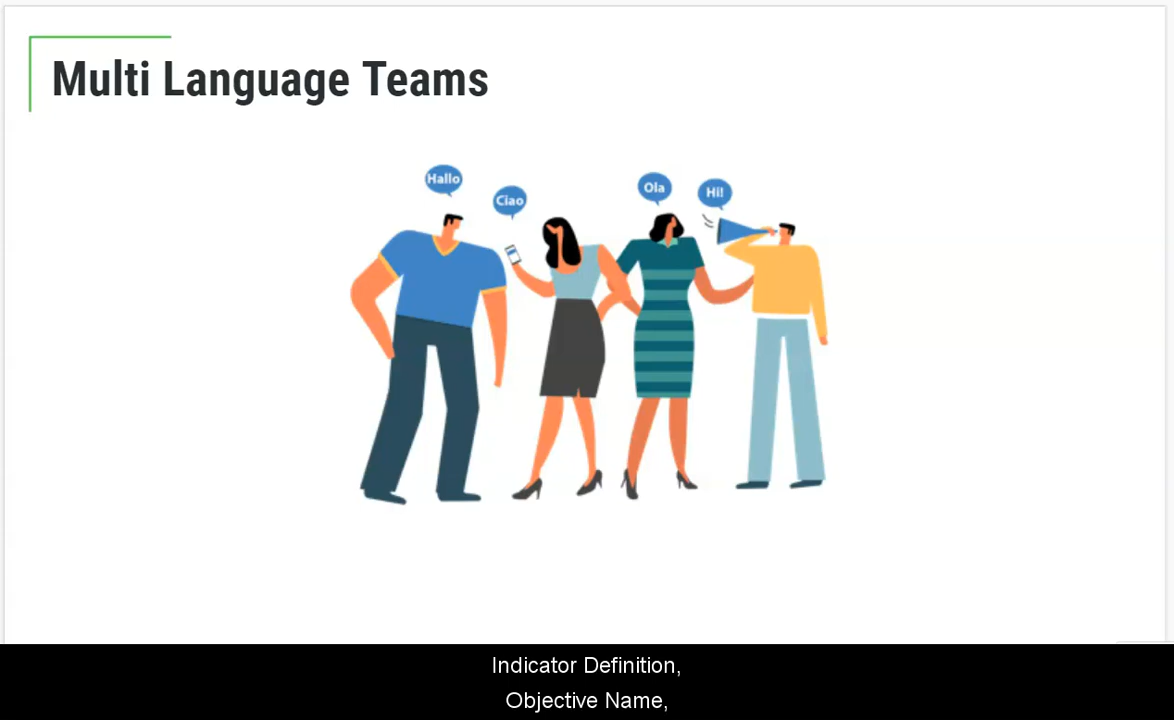 Multi Language Teams
Hallo
Ciao
Ola
Hi!
Indicator Definition,
Objective Name,